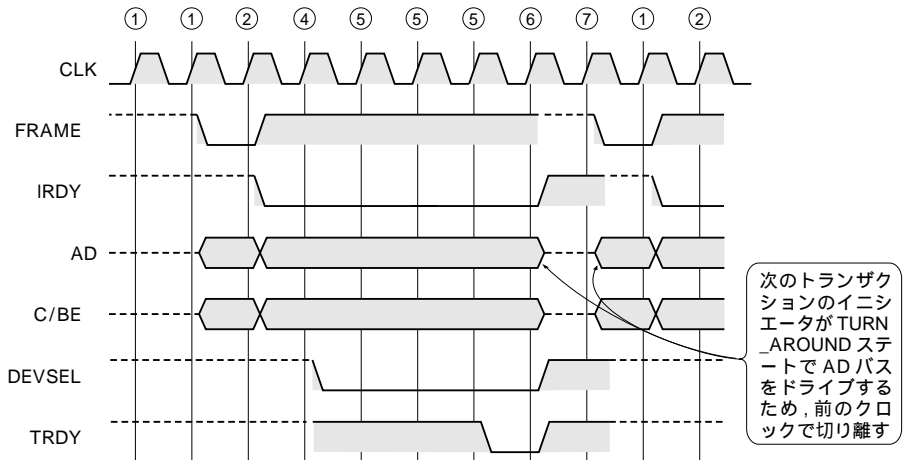 ① ① ② ④ ⑤ ⑤ ⑤ ⑥ ⑦ ① ②
CLK
FRAME
IRDY
AD
C/BE
DEVSEL
TRDY
次のトランザク
ションのイニシ
エータが TURN
_AROUND ステ
ートで AD バス
をドライブする
ため , 前のクロ
ックで切り離す